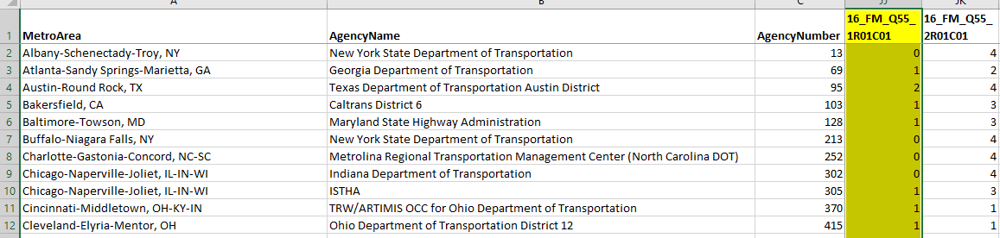 A B C JJ JK
16_FM_Q55_ 16_FM_Q55_
1 MetroArea AgencyName AgencyNumber 1R01C01 2R01C01
2 Albany-Schenectady-Troy, NY New York State Department of Transportation 13 0 4
3 Atlanta-Sandy Springs-Marietta, GA Georgia Department of Transportation 69 1 2
4 Austin-Round Rock, TX Texas Department of Transportation Austin District 95 2 4
5 Bakersfield, CA Caltrans District 6 103 1 3
6 Baltimore-Towson, MD Maryland State Highway Administration 128 1 3
7 Buffalo-Niagara Falls, NY New York State Department of Transportation 213 0 4
8 Charlotte-Gastonia-Concord, NC-SC Metrolina Regional Transportation Management Center (North Carolina DOT) 252 0 4
9 Chicago-Naperville-Joliet, IL-IN-WI Indiana Department of Transportation 302 0 4
10 Chicago-Naperville-Joliet, IL-IN-WI ISTHA 305 1 3
11 Cincinnati-Middletown, OH-KY-IN TRW/ARTIMIS OCC for Ohio Department of Transportation 370 1 1
12 Cleveland-Elyria-Mentor, OH Ohio Department of Transportation District 12 415 1 1